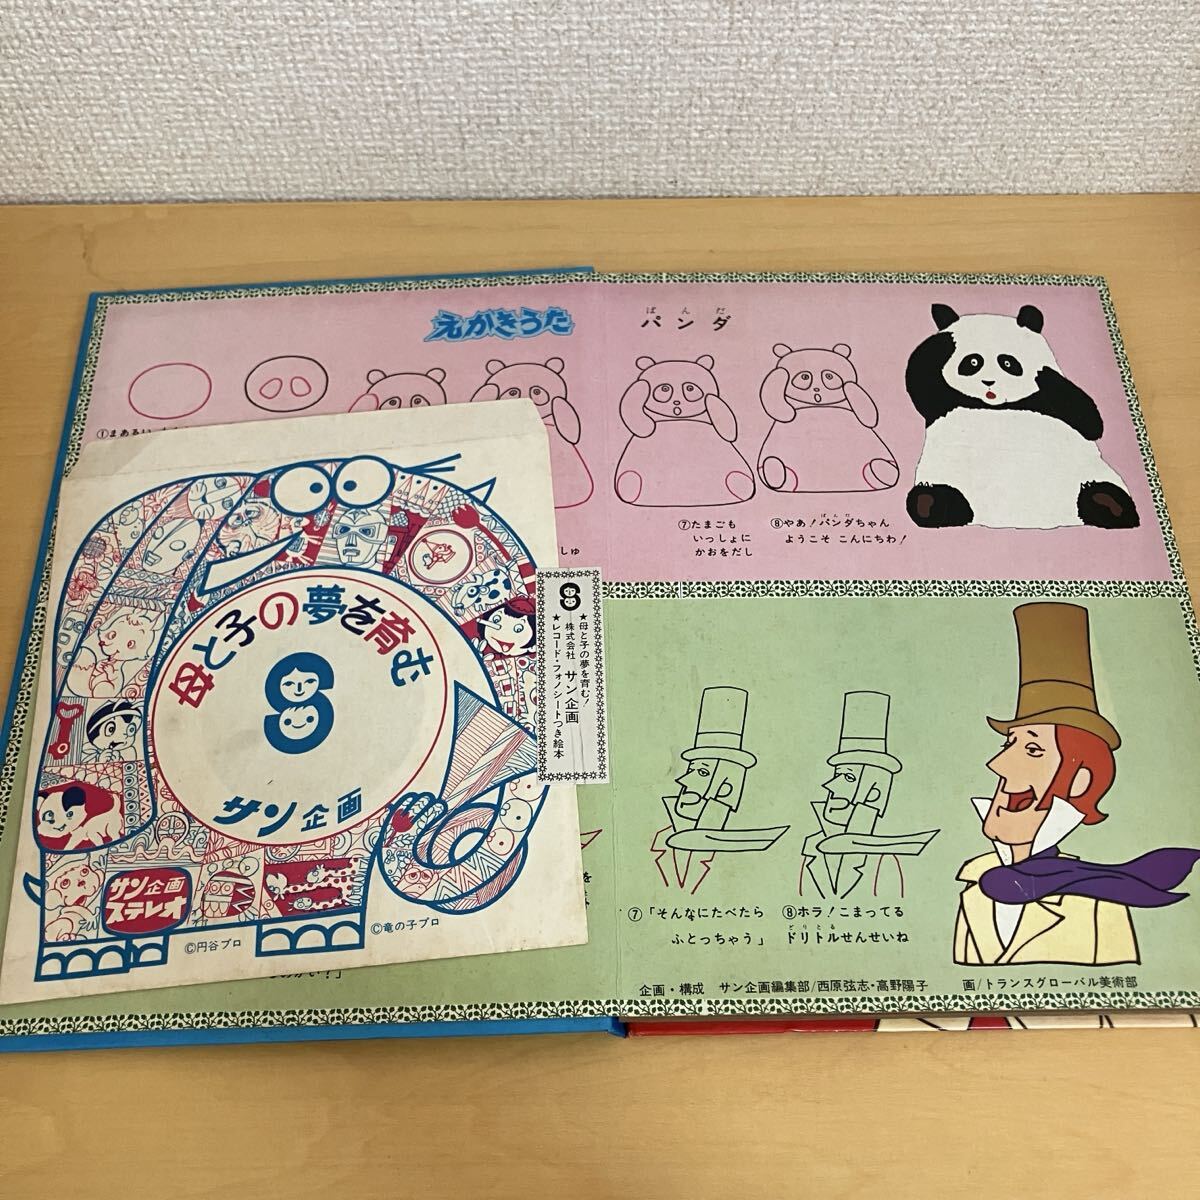 えかきうた
ぱんだ
パンダ
①まあるい
⑦たまごも
いっしょに
かおをだし
⑧やあ!パンダちゃん
ぱんだ
ようこそ こんにちわ!
しゅ
母と子の夢を育む
サン企画
サン企画
ステレオ
©円谷プロ
©竜の子プロ
★母と子の夢を育む!
株式会社 サン企画
★レコード・フォノシートつき絵本
を
⑦「そんなにたべたら
ふとっちゃう」
⑧ホラ!こまってる
どりとる
ドリトルせんせいね
企画・構成 サン企画編集部/西原弦志・高野陽子 画/トランスグローバル美術部